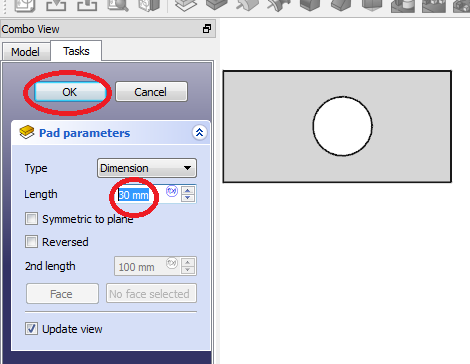 Combo View
Model Tasks
OK Cancel
Pad parameters
Type Dimension
Length 30 mm
Symmetric to plane
Reversed
2nd length 100 mm
Face No face selected
Update view